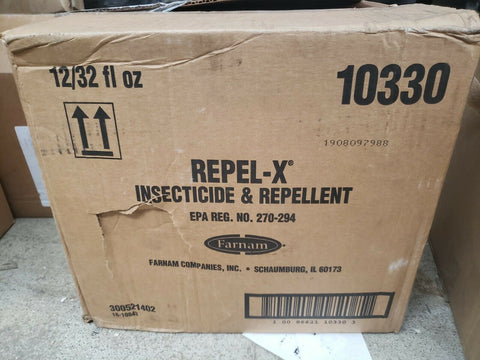 12/32 fl oz
10330
1908097988
REPEL-X®
INSECTICIDE & REPELLENT
EPA REG. NO. 270-294
Farnam
FARNAM COMPANIES, INC. • SCHAUMBURG, IL 60173
300521402